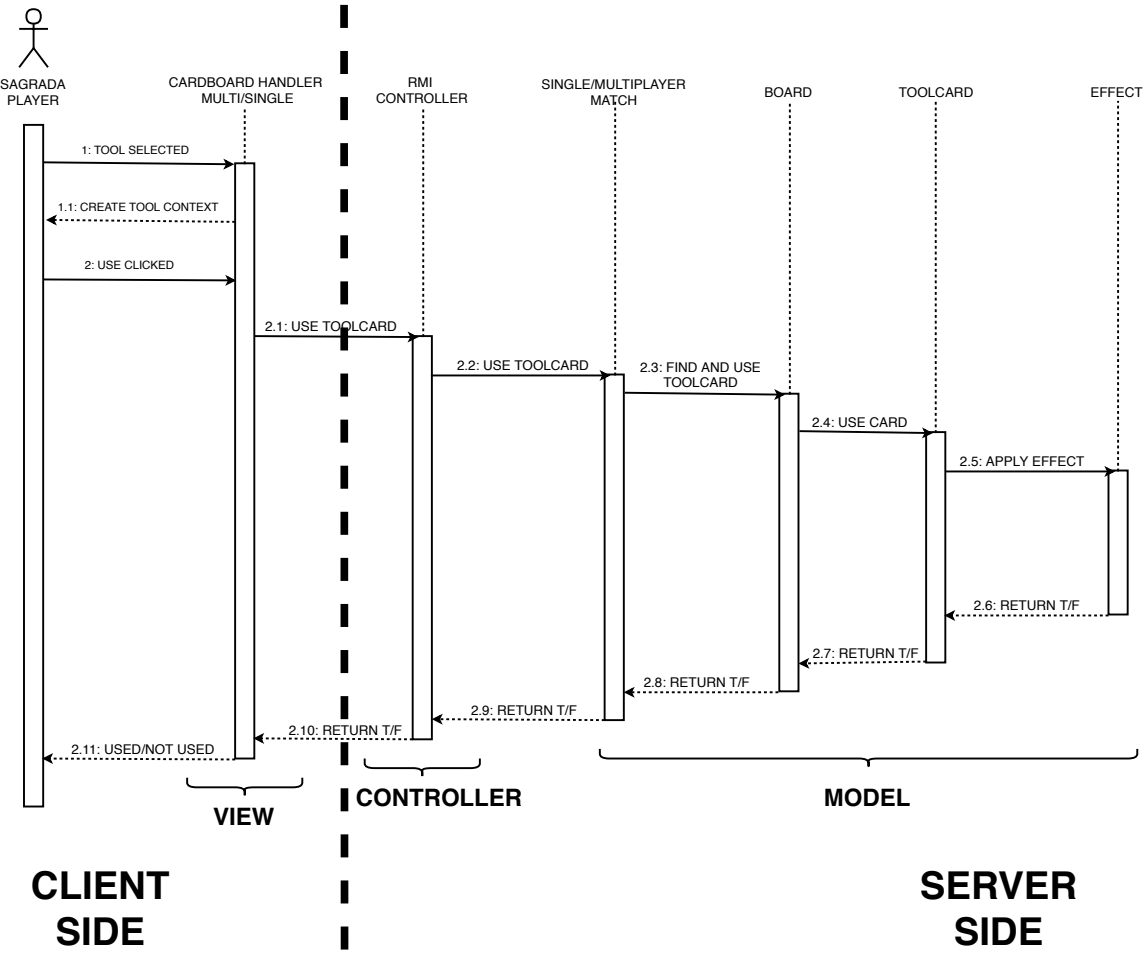 SAGRADA
PLAYER
CARDBOARD HANDLER
MULTI/SINGLE
RMI
CONTROLLER
SINGLE/MULTIPLAYER
MATCH
BOARD
TOOLCARD
EFFECT
1: TOOL SELECTED
1.1: CREATE TOOL CONTEXT
2: USE CLICKED
2.1: USE TOOLCARD
2.2: USE TOOLCARD
2.3: FIND AND USE
TOOLCARD
2.4: USE CARD
2.5: APPLY EFFECT
2.6: RETURN T/F
2.7: RETURN T/F
2.8: RETURN T/F
2.9: RETURN T/F
2.10: RETURN T/F
2.11: USED/NOT USED
VIEW
CONTROLLER
MODEL
CLIENT
SIDE
SERVER
SIDE